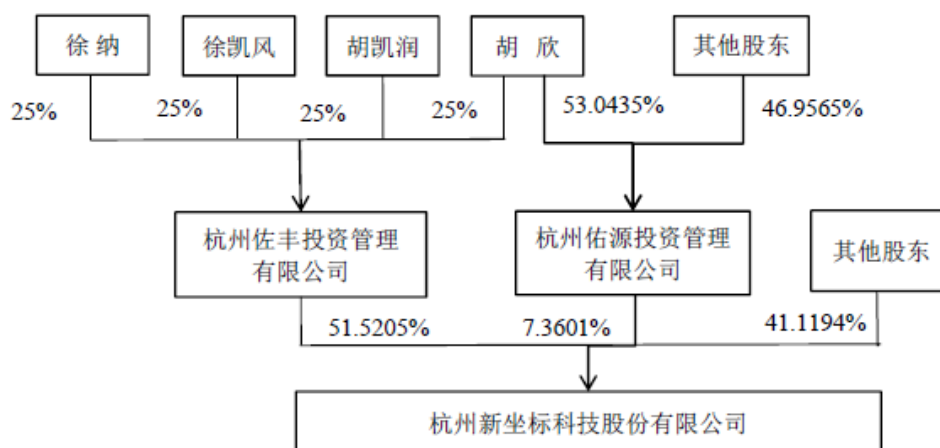 徐 纳
徐凯风
胡凯润
胡 欣
其他股东
25%
25%
25%
25%
53.0435%
46.9565%
杭州佐丰投资管理
有限公司
杭州佑源投资管理
有限公司
其他股东
51.5205%
7.3601%
41.1194%
杭州新坐标科技股份有限公司